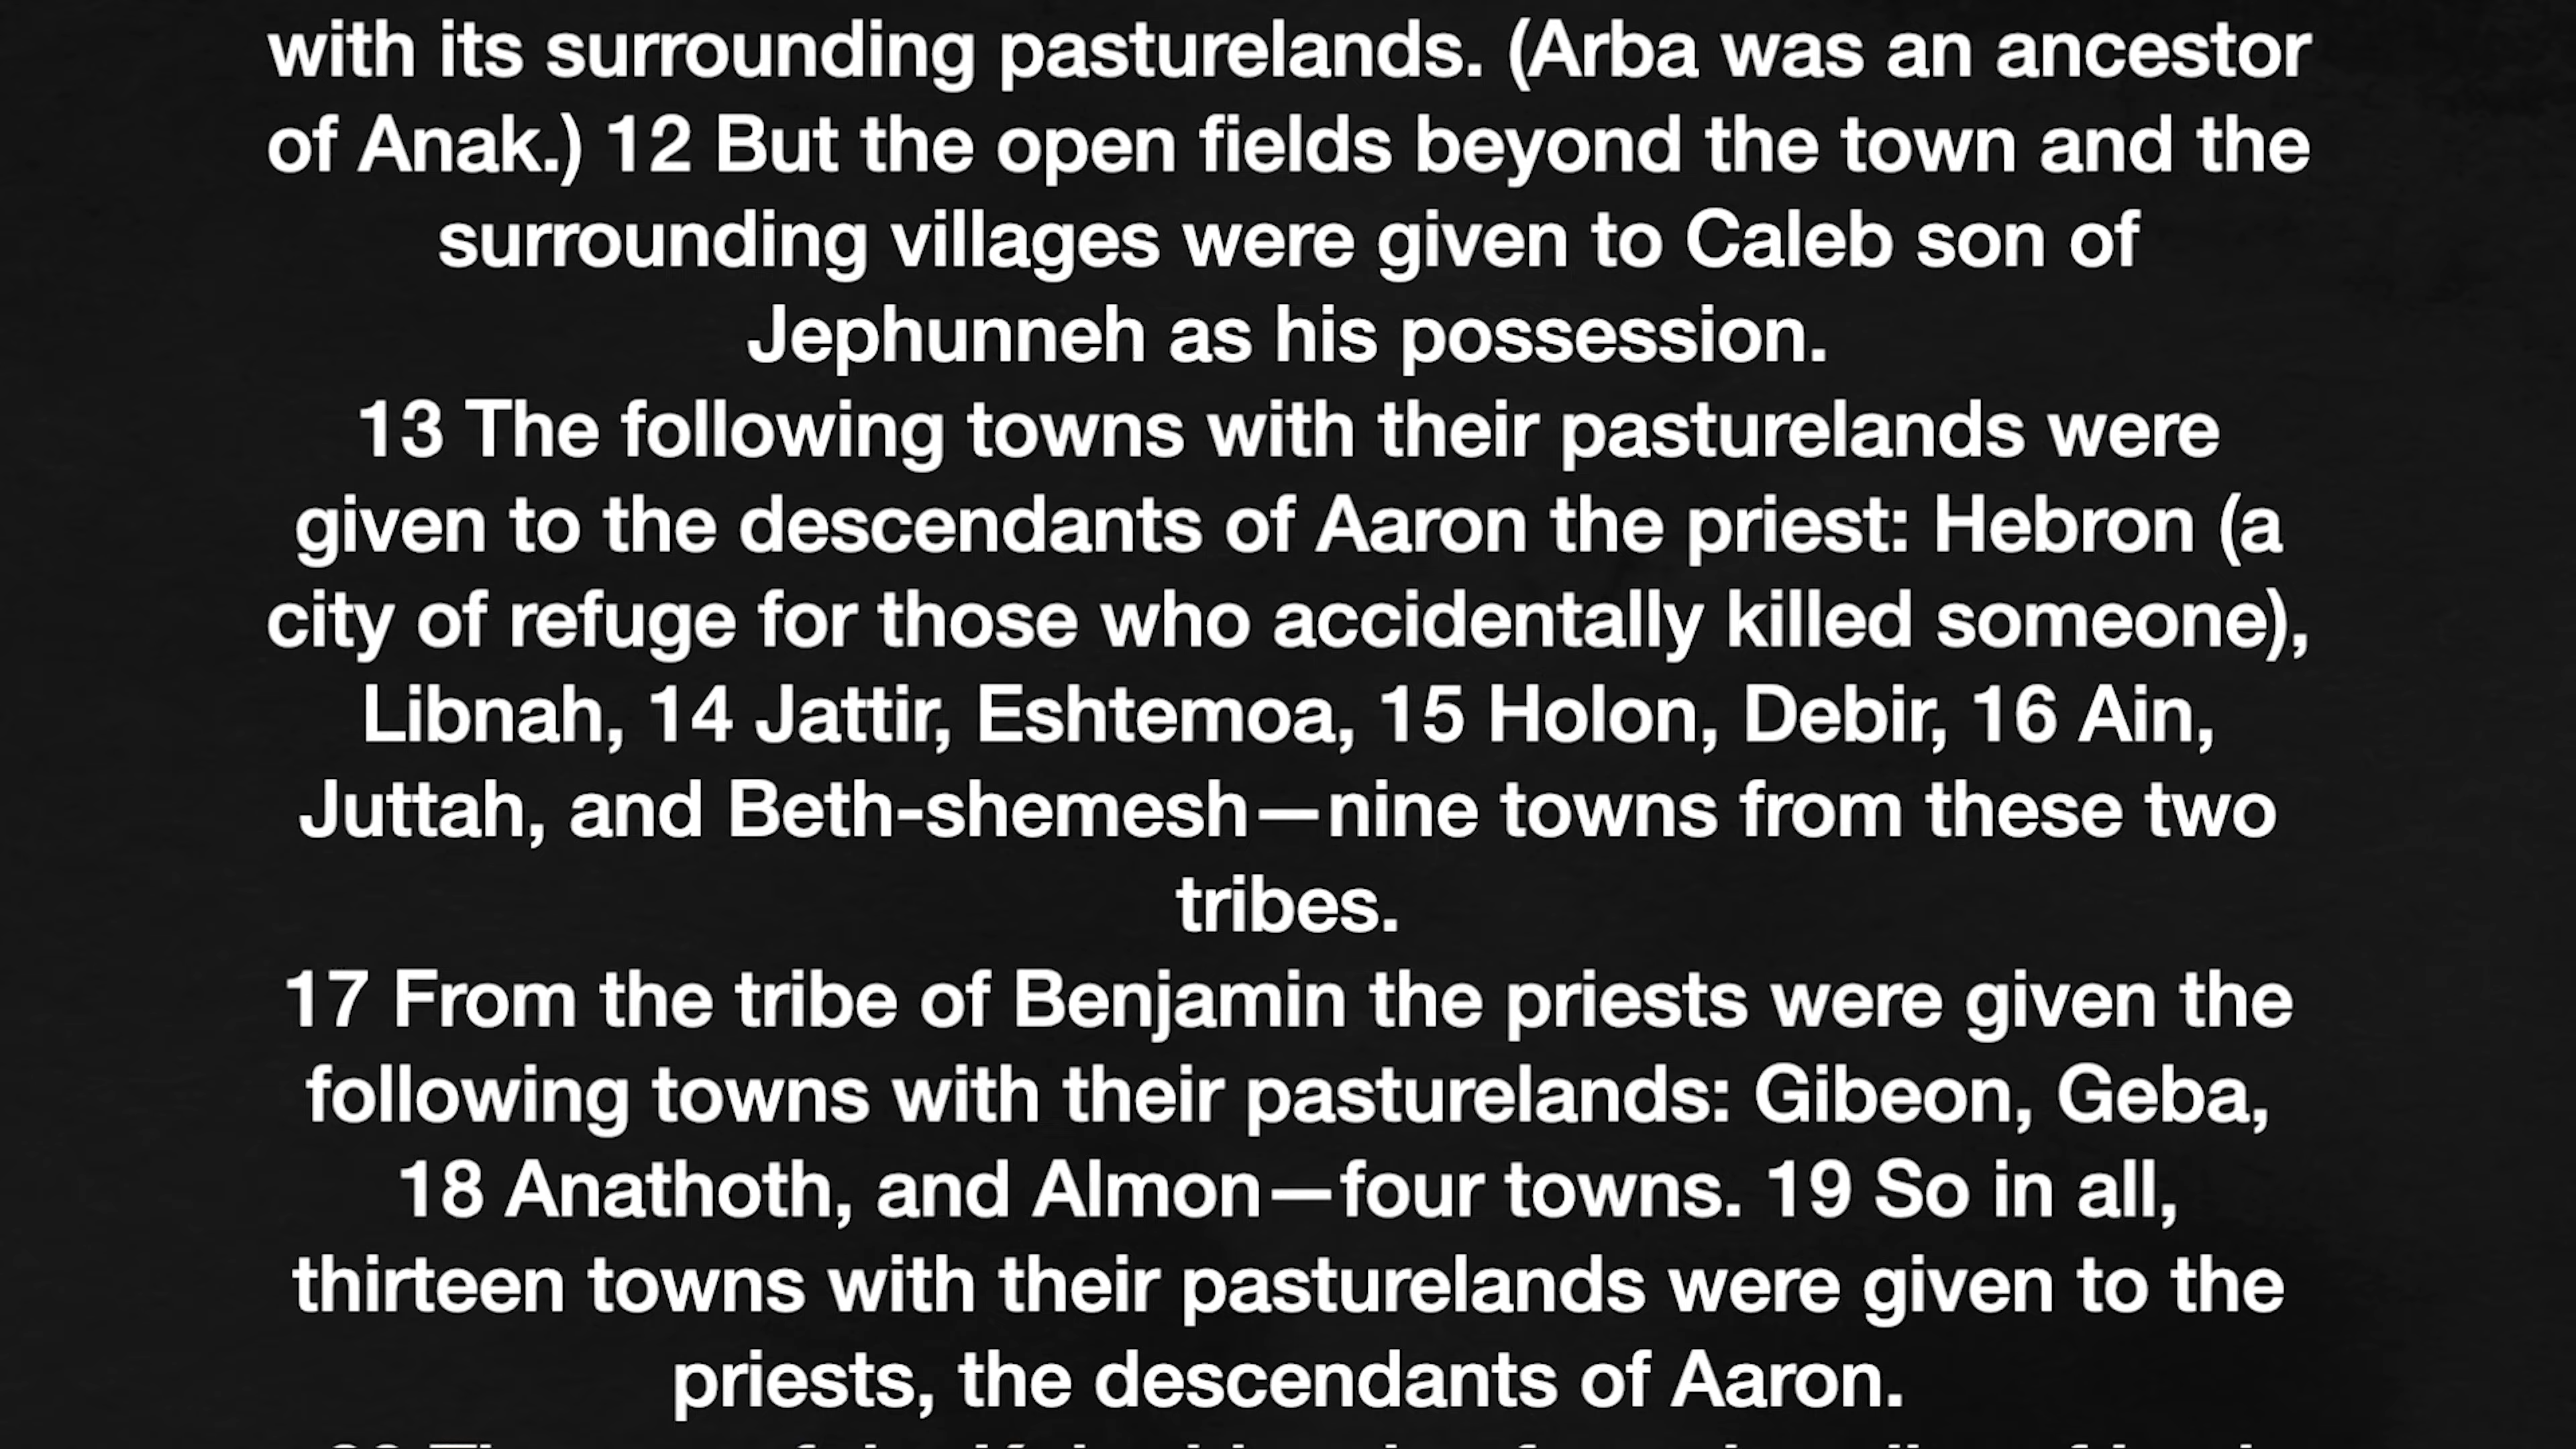 with its surrounding pasturelands. (Arba was an ancestor
of Anak.) 12 But the open fields beyond the town and the
surrounding villages were given to Caleb son of
Jephunneh as his possession.
13 The following towns with their pasturelands were
given to the descendants of Aaron the priest: Hebron (a
city of refuge for those who accidentally killed someone),
Libnah, 14 Jattir, Eshtemoa, 15 Holon, Debir, 16 Ain,
Juttah, and Beth-shemesh—nine towns from these two
tribes.
17 From the tribe of Benjamin the priests were given the
following towns with their pasturelands: Gibeon, Geba,
18 Anathoth, and Almon—four towns. 19 So in all,
thirteen towns with their pasturelands were given to the
priests, the descendants of Aaron.